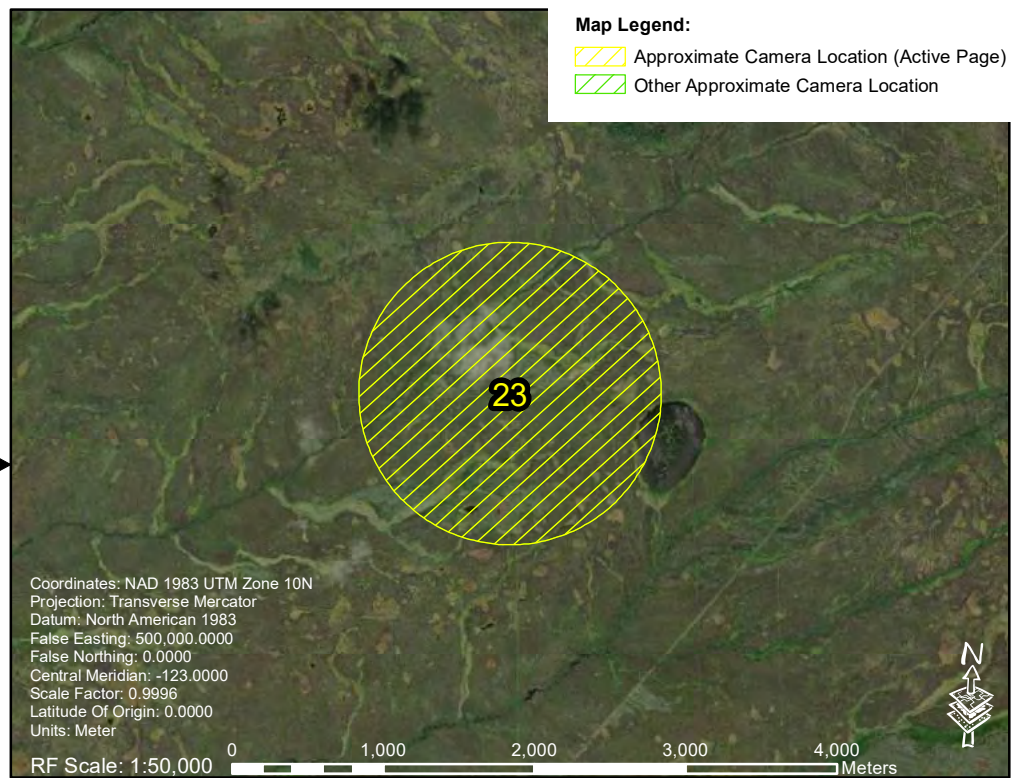 Map Legend:
Approximate Camera Location (Active Page)
Other Approximate Camera Location
23
Coordinates: NAD 1983 UTM Zone 10N
Projection: Transverse Mercator
Datum: North American 1983
False Easting: 500,000.0000
False Northing: 0.0000
Central Meridian: -123.0000
Scale Factor: 0.9996
Latitude Of Origin: 0.0000
Units: Meter
N
RF Scale: 1:50,000
0 1,000 2,000 3,000 4,000
Meters